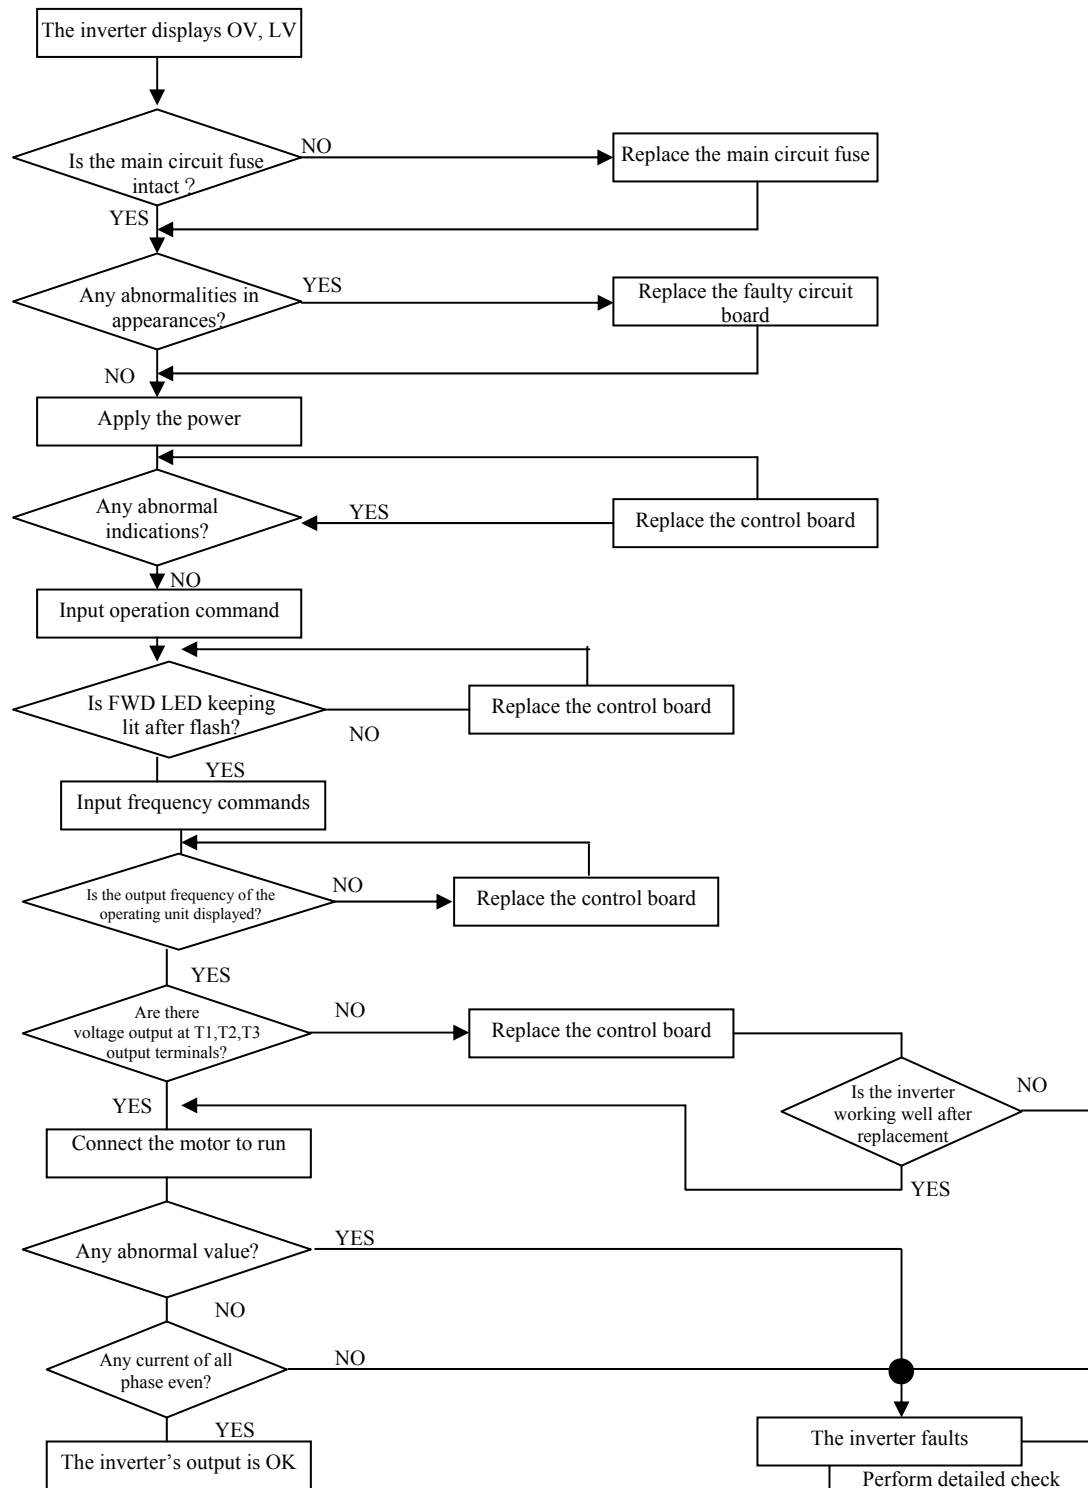 The inverter displays OV, LV
NO
Is the main circuit fuse
intact ?
Replace the main circuit fuse
YES
Any abnormalities in
appearances?
YES
Replace the faulty circuit
board
NO
Apply the power
Any abnormal
indications?
YES
Replace the control board
NO
Input operation command
Is FWD LED keeping
lit after flash?
NO
Replace the control board
YES
Input frequency commands
Is the output frequency of the
operating unit displayed?
NO
Replace the control board
YES
Are there
voltage output at T1,T2,T3
output terminals?
NO
Replace the control board
Is the inverter
working well after
replacement
NO
YES
YES
Connect the motor to run
Any abnormal value?
YES
NO
Any current of all
phase even?
NO
YES
The inverter’s output is OK
The inverter faults
Perform detailed check